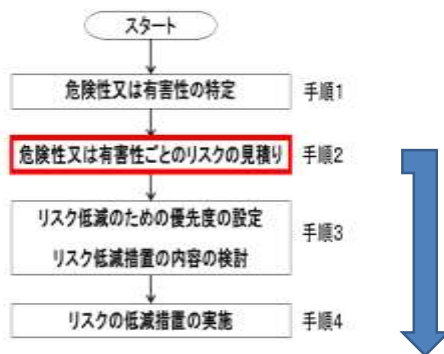 スタート
危険性又は有害性の特定 手順1
危険性又は有害性ごとのリスクの見積り 手順2
リスク低減のための優先度の設定
リスク低減措置の内容の検討
手順3
リスクの低減措置の実施 手順4